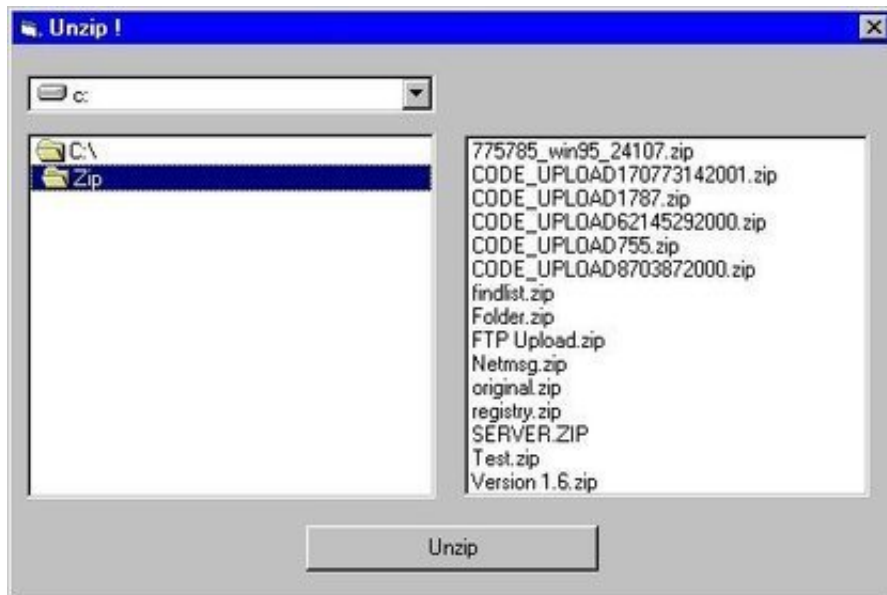 Unzip !
c:
C:\
Zip
775785_win95_24107.zip
CODE_UPLOAD170773142001.zip
CODE_UPLOAD1787.zip
CODE_UPLOAD62145292000.zip
CODE_UPLOAD755.zip
CODE_UPLOAD8703872000.zip
findlist.zip
Folder.zip
FTP Upload.zip
Netmsg.zip
original.zip
registry.zip
SERVER.ZIP
Test.zip
Version 1.6.zip
Unzip